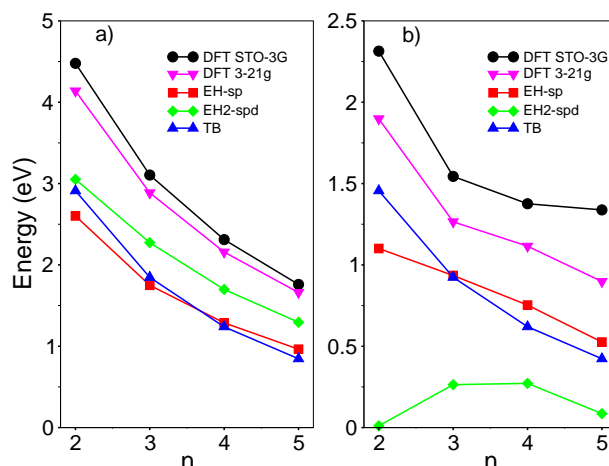 a)
DFT STO-3G
DFT 3-21g
EH-sp
EH2-spd
TB
Energy (eV)
5
4
3
2
1
0
2 3 4 5
n
b)
DFT STO-3G
DFT 3-21g
EH-sp
EH2-spd
TB
2.5
2
1.5
1
0.5
0
2 3 4 5
n